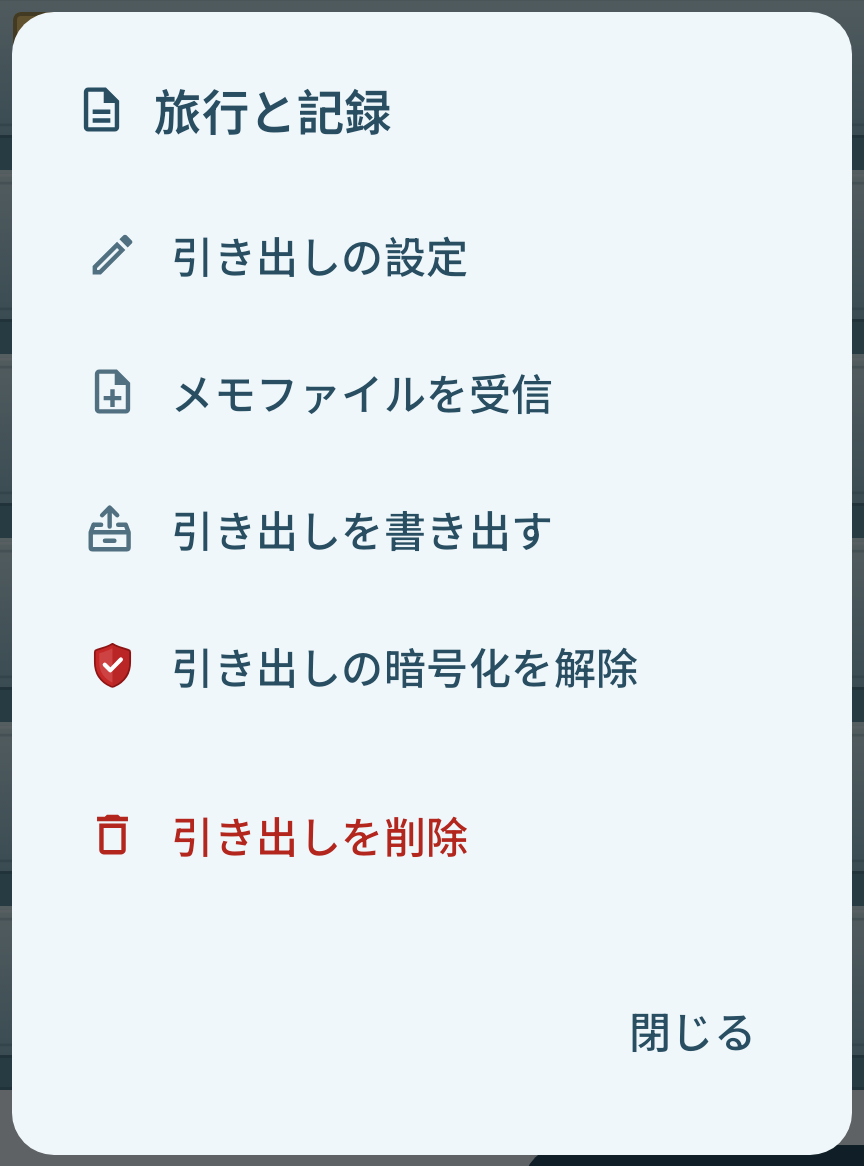 旅行と記録
引き出しの設定
メモファイルを受信
引き出しを書き出す
引き出しの暗号化を解除
引き出しを削除
閉じる